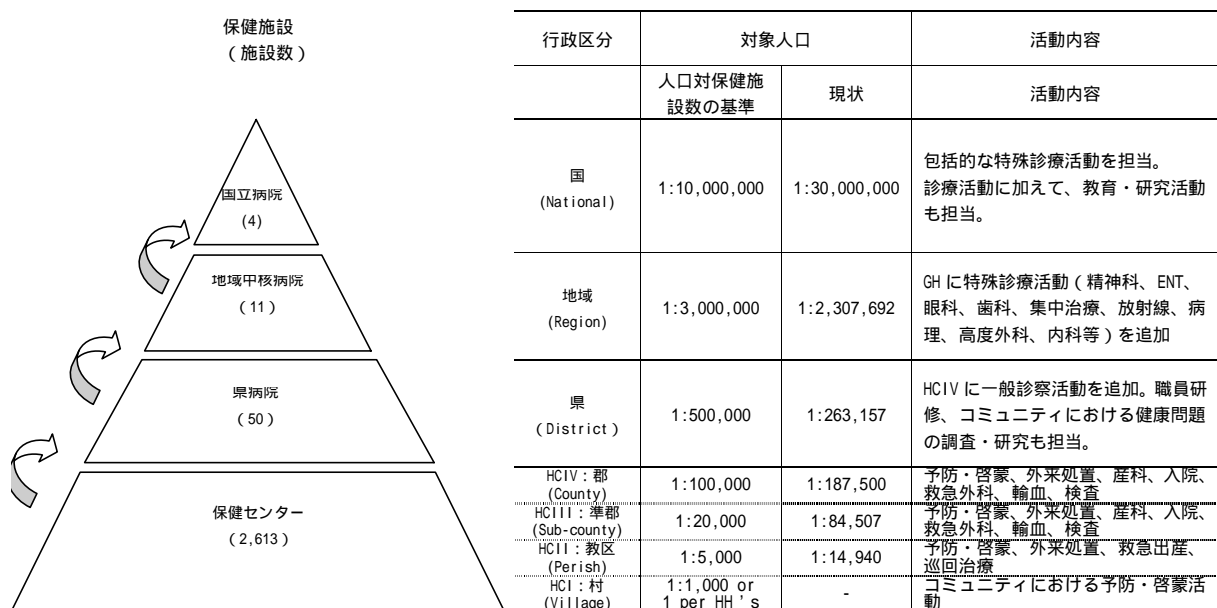 保健施設
（施設数）
国立病院
(4)
地域中核病院
（11）
県病院
（50）
保健センター
（2,613）
行政区分 対象人口 活動内容
人口対保健施
設数の基準 現状 活動内容
国
(National)
1:10,000,000 1:30,000,000
包括的な特殊診療活動を担当。
診療活動に加えて、教育・研究活動
も担当。
地域
(Region)
1:3,000,000 1:2,307,692
GHに特殊診療活動（精神科、ENT、
眼科、歯科、集中治療、放射線、病
理、高度外科、内科等）を追加
県
（District）
1:500,000 1:263,157
HCIVに一般診察活動を追加。職員研
修、コミュニティにおける健康問題
の調査・研究も担当。
HCIV：郡
(County)
1:100,000 1:187,500
予防・啓蒙、外来処置、産科、入院、
救急外科、輸血、検査
HCIII：準郡
(Sub-county)
1:20,000 1:84,507
予防・啓蒙、外来処置、産科、入院、
救急外科、輸血、検査
HCII：教区
(Perish)
1:5,000 1:14,940
予防・啓蒙、外来処置、救急出産、
巡回治療
HCI：村
(Village)
1:1,000 or
1 per HH's
-
コミュニティにおける予防・啓蒙活
動